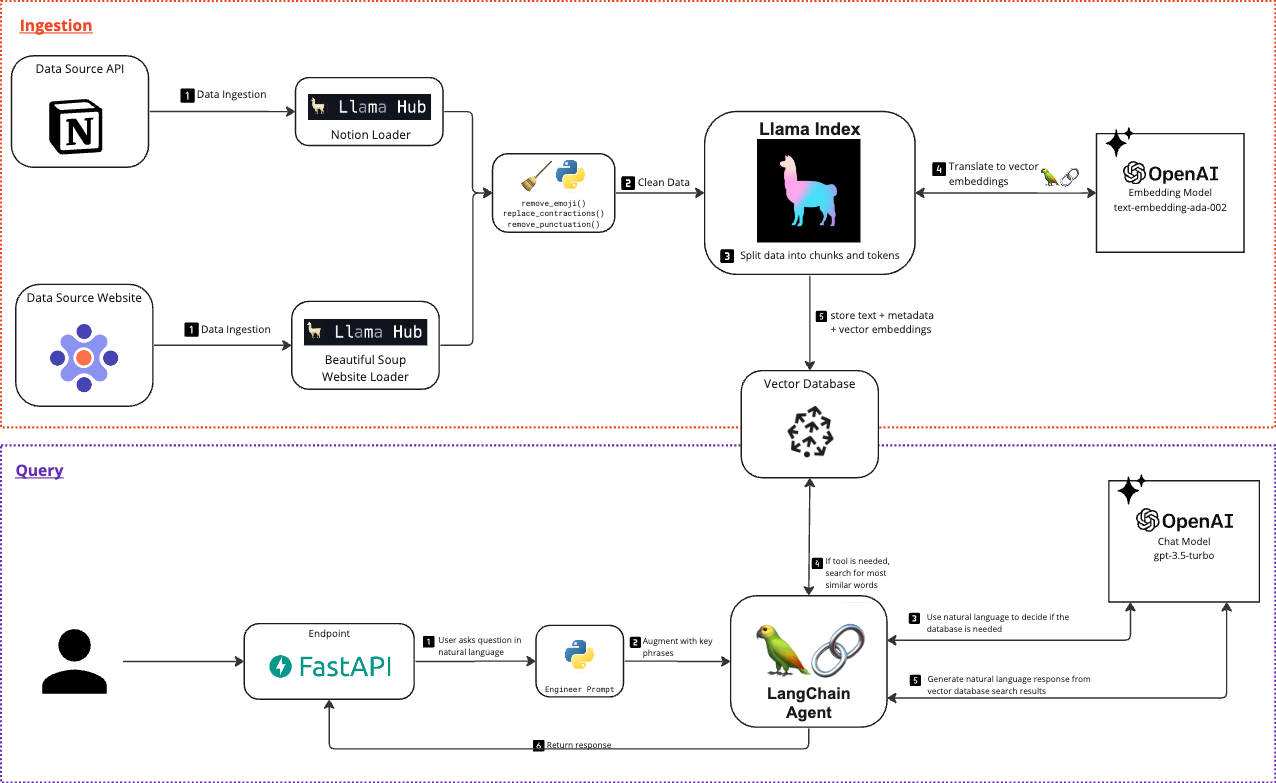 Ingestion
Data Source API
N
1 Data Ingestion
Llama Hub
Notion Loader
Data Source Website
1 Data Ingestion
Llama Hub
Beautiful Soup
Website Loader
remove_emoji()
replace_contractions()
remove_punctuation()
2 Clean Data
Llama Index
3 Split data into chunks and tokens
4 Translate to vector
embeddings
OpenAI
Embedding Model
text-embedding-ada-002
5 store text + metadata
+ vector embeddings
Vector Database
Query
Endpoint
FastAPI
1 User asks question in
natural language
Engineer Prompt
2 Augment with key
phrases
LangChain
Agent
4 If tool is needed,
search for most
similar words
3 Use natural language to decide if the
database is needed
5 Generate natural language response from
vector database search results
OpenAI
Chat Model
gpt-3.5-turbo
6 Return response